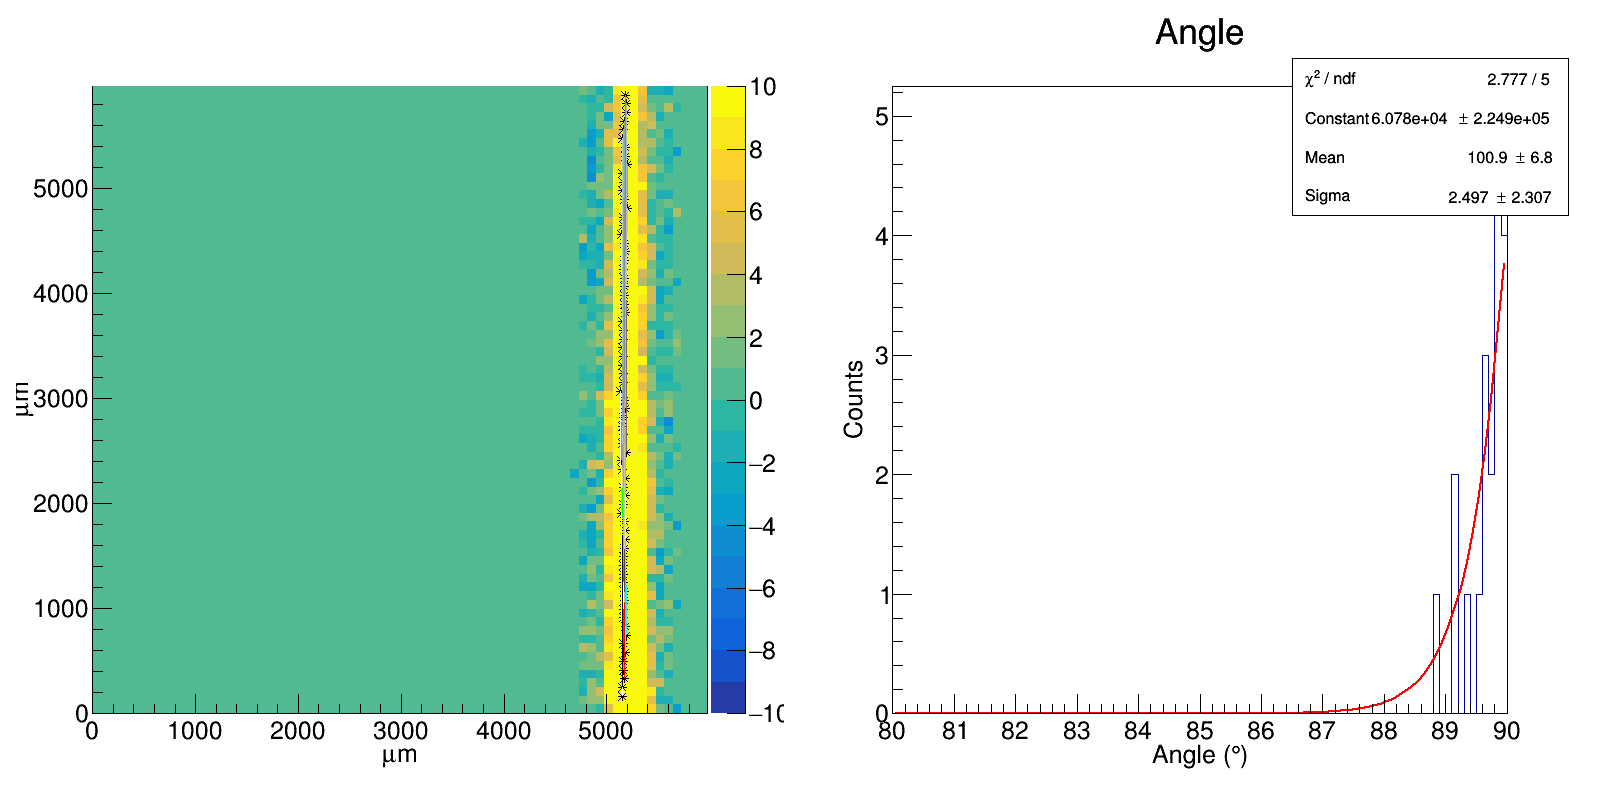 Angle
χ² / ndf 2.777 / 5
Constant 6.078e+04 ± 2.249e+05
Mean 100.9 ± 6.8
Sigma 2.497 ± 2.307
5000
4000
3000
2000
1000
0
μm
0 1000 2000 3000 4000 5000
μm
10
8
6
4
2
0
−2
−4
−6
−8
−10
5
4
3
2
1
0
Counts
80 81 82 83 84 85 86 87 88 89 90
Angle (°)